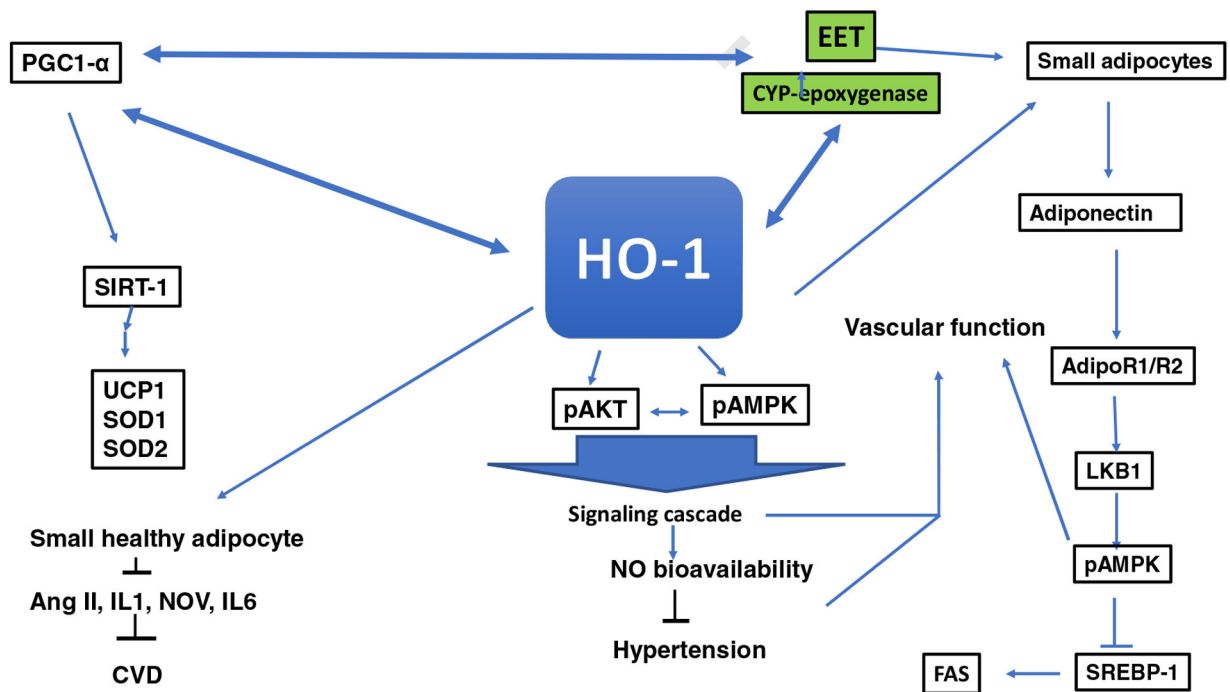 EET
PGC1-α
Small adipocytes
CYP-epoxygenase
Adiponectin
HO-1
SIRT-1
Vascular function
AdipoR1/R2
UCP1
SOD1
SOD2
pAKT
pAMPK
LKB1
Signaling cascade
Small healthy adipocyte
NO bioavailability
pAMPK
Ang II, IL1, NOV, IL6
Hypertension
CVD
FAS
SREBP-1